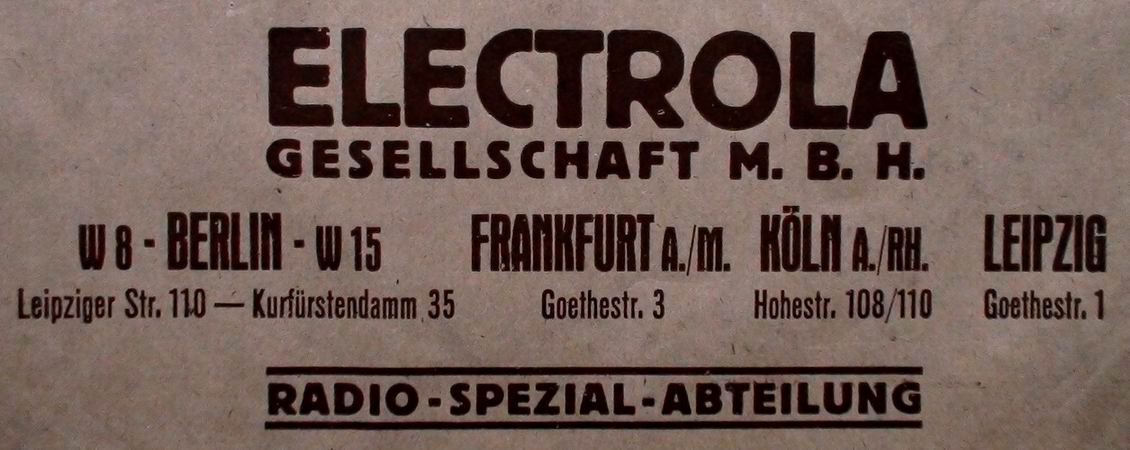 ELECTROLA
GESELLSCHAFT M. B. H.
W 8 - BERLIN - W 15 FRANKFURT A./M. KÖLN A./RH. LEIPZIG
Leipziger Str. 110 — Kurfürstendamm 35 Goethestr. 3 Hohestr. 108/110 Goethestr. 1
RADIO - SPEZIAL - ABTEILUNG